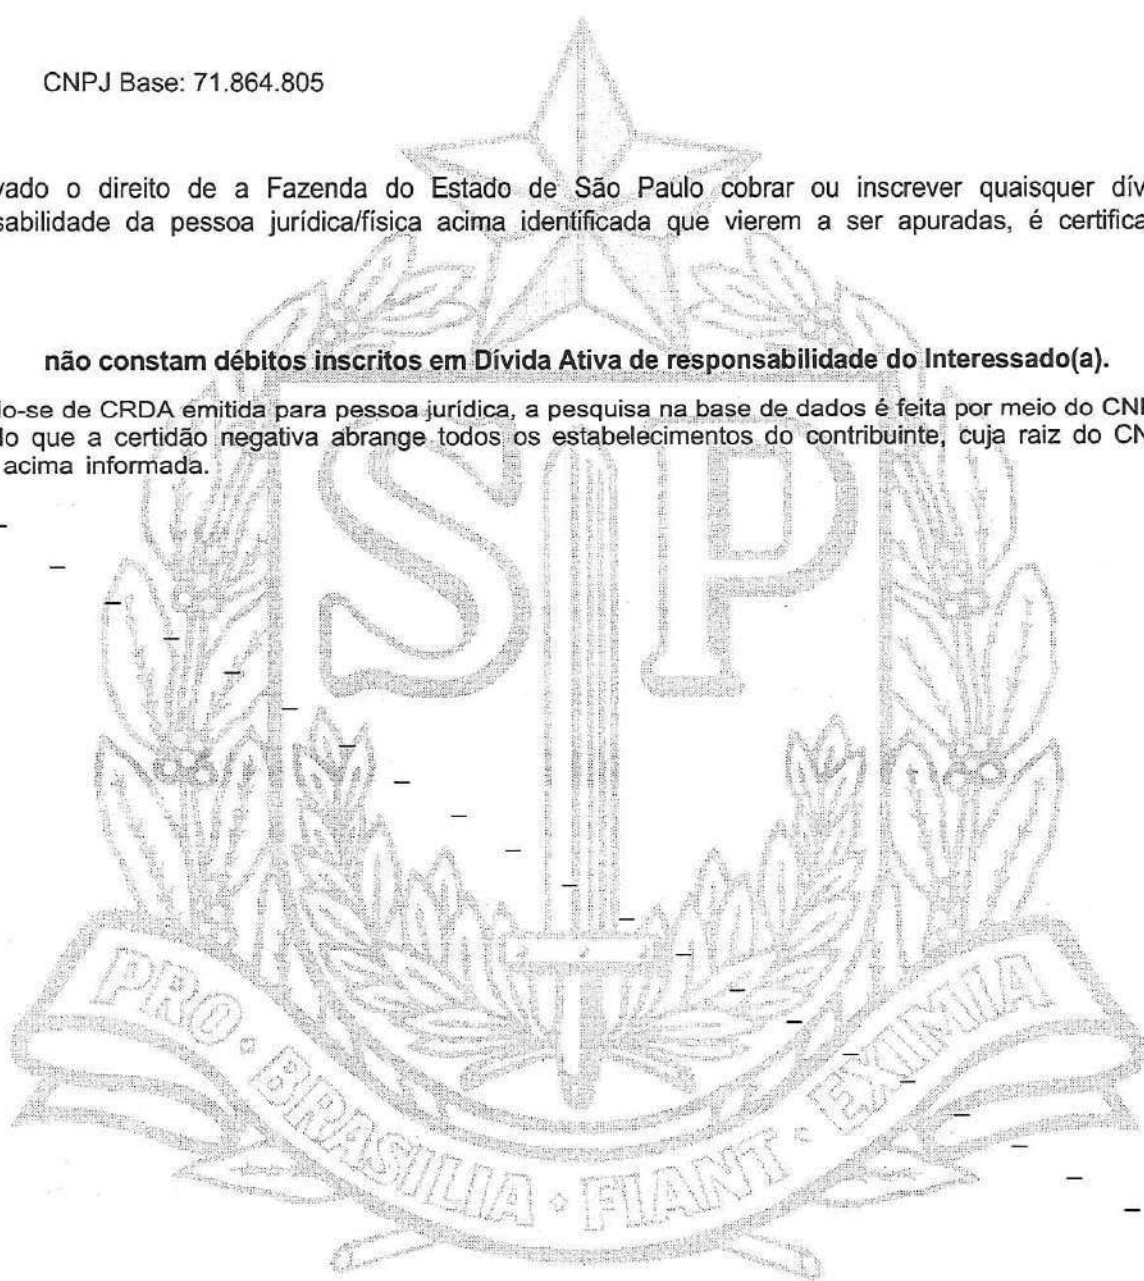 CNPJ Base: 71.864.805
vado o direito de a Fazenda do Estado de São Paulo cobrar ou inscrever quaisquer dív
sabilidade da pessoa jurídica/física acima identificada que vierem a ser apuradas, é certifica
não constam débitos inscritos em Dívida Ativa de responsabilidade do Interessado(a).
o-se de CRDA emitida para pessoa jurídica, a pesquisa na base de dados é feita por meio do CN
do que a certidão negativa abrange todos os estabelecimentos do contribuinte, cuja raiz do CN
acima informada.
SP
PRO · BRASILIA · FIANT · EXIMIA